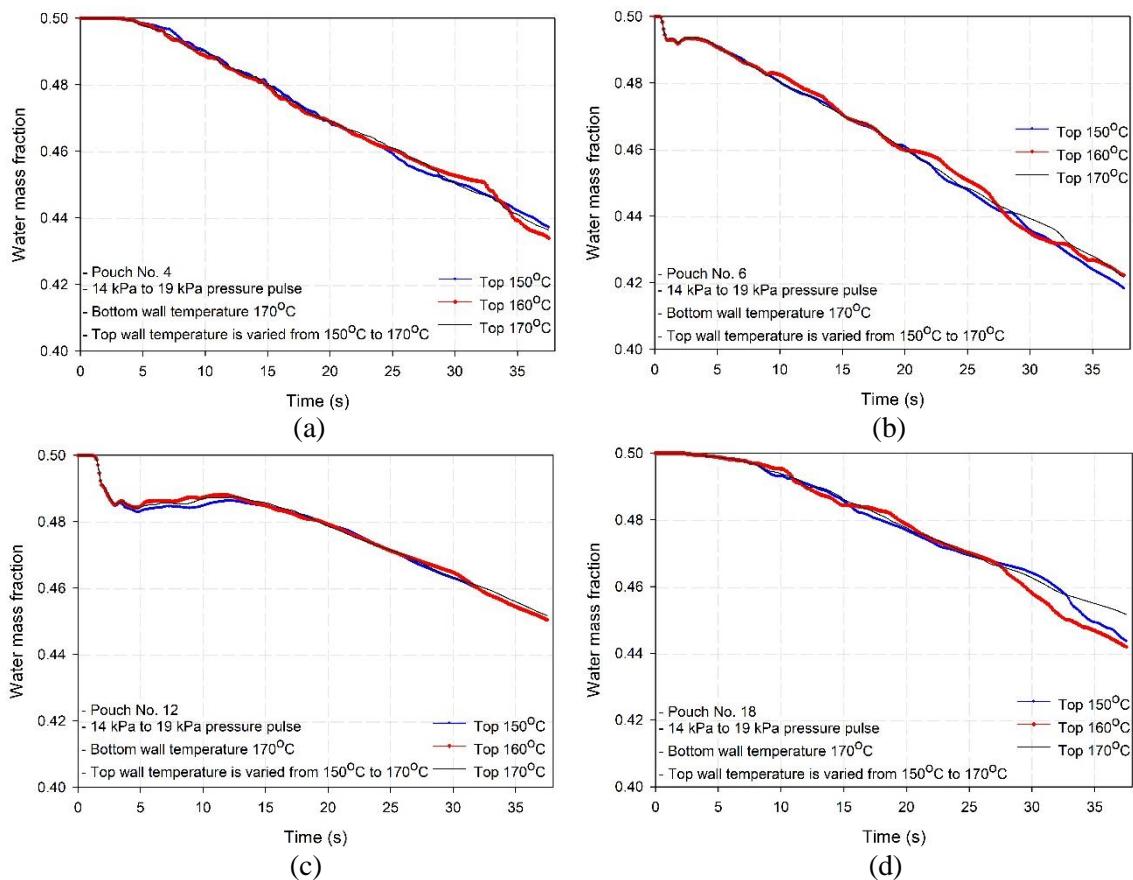 0.50
0.48
0.46
0.44
0.42
0.40
Water mass fraction
- Pouch No. 4
- 14 kPa to 19 kPa pressure pulse
- Bottom wall temperature 170°C
- Top wall temperature is varied from 150°C to 170°C
Top 150°C
Top 160°C
Top 170°C
0 5 10 15 20 25 30 35
Time (s)
(a)
0.50
0.48
0.46
0.44
0.42
0.40
Water mass fraction
Top 150°C
Top 160°C
Top 170°C
- Pouch No. 6
- 14 kPa to 19 kPa pressure pulse
- Bottom wall temperature 170°C
- Top wall temperature is varied from 150°C to 170°C
0 5 10 15 20 25 30 35
Time (s)
(b)
0.50
0.48
0.46
0.44
0.42
0.40
Water mass fraction
- Pouch No. 12
- 14 kPa to 19 kPa pressure pulse
- Bottom wall temperature 170°C
- Top wall temperature is varied from 150°C to 170°C
Top 150°C
Top 160°C
Top 170°C
0 5 10 15 20 25 30 35
Time (s)
(c)
0.50
0.48
0.46
0.44
0.42
0.40
Water mass fraction
- Pouch No. 18
- 14 kPa to 19 kPa pressure pulse
- Bottom wall temperature 170°C
- Top wall temperature is varied from 150°C to 170°C
Top 150°C
Top 160°C
Top 170°C
0 5 10 15 20 25 30 35
Time (s)
(d)